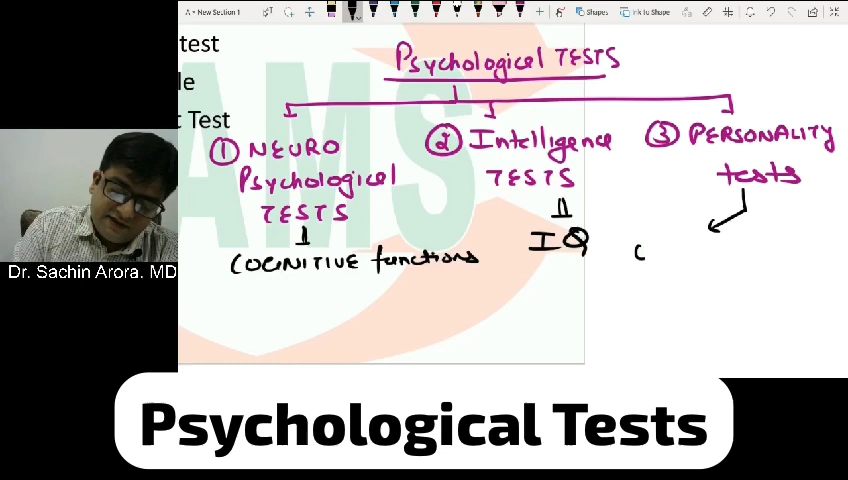 A • New Section 1
Shapes
Ink to Shape
test
le
t Test
Psychological TESTS
① NEURO
Psychological
TESTS
COGNITIVE functions
② Intelligence
TESTS
IQ
③ PERSONALITY
tests
AMS
Dr. Sachin Arora. MD
Psychological Tests